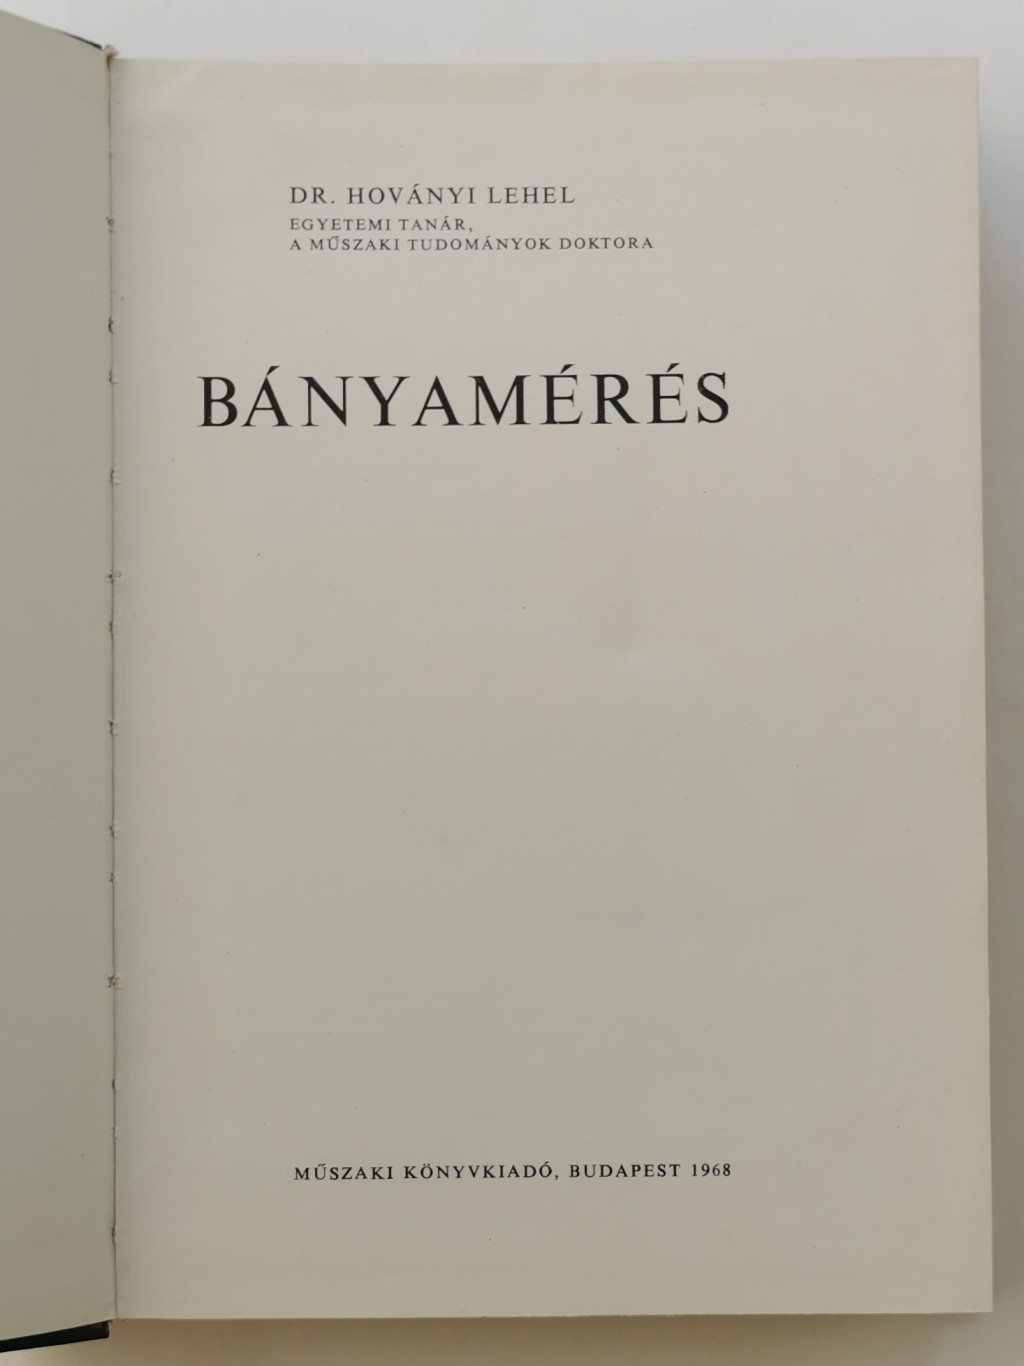 DR. HOVÁNYI LEHEL
EGYETEMI TANÁR,
A MŰSZAKI TUDOMÁNYOK DOKTORA
BÁNYAMÉRÉS
MŰSZAKI KÖNYVKIADÓ, BUDAPEST 1968